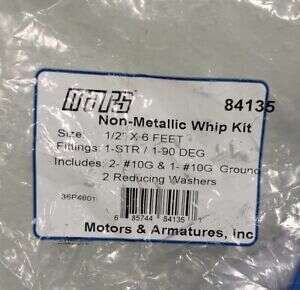 mars
84135
Non-Metallic Whip Kit
Size: 1/2" X 6 FEET
Fittings: 1-STR / 1-90 DEG
Includes: 2- #10G & 1- #10G Ground
2 Reducing Washers
36P4801
6 85744 84135 1
Motors & Armatures, Inc